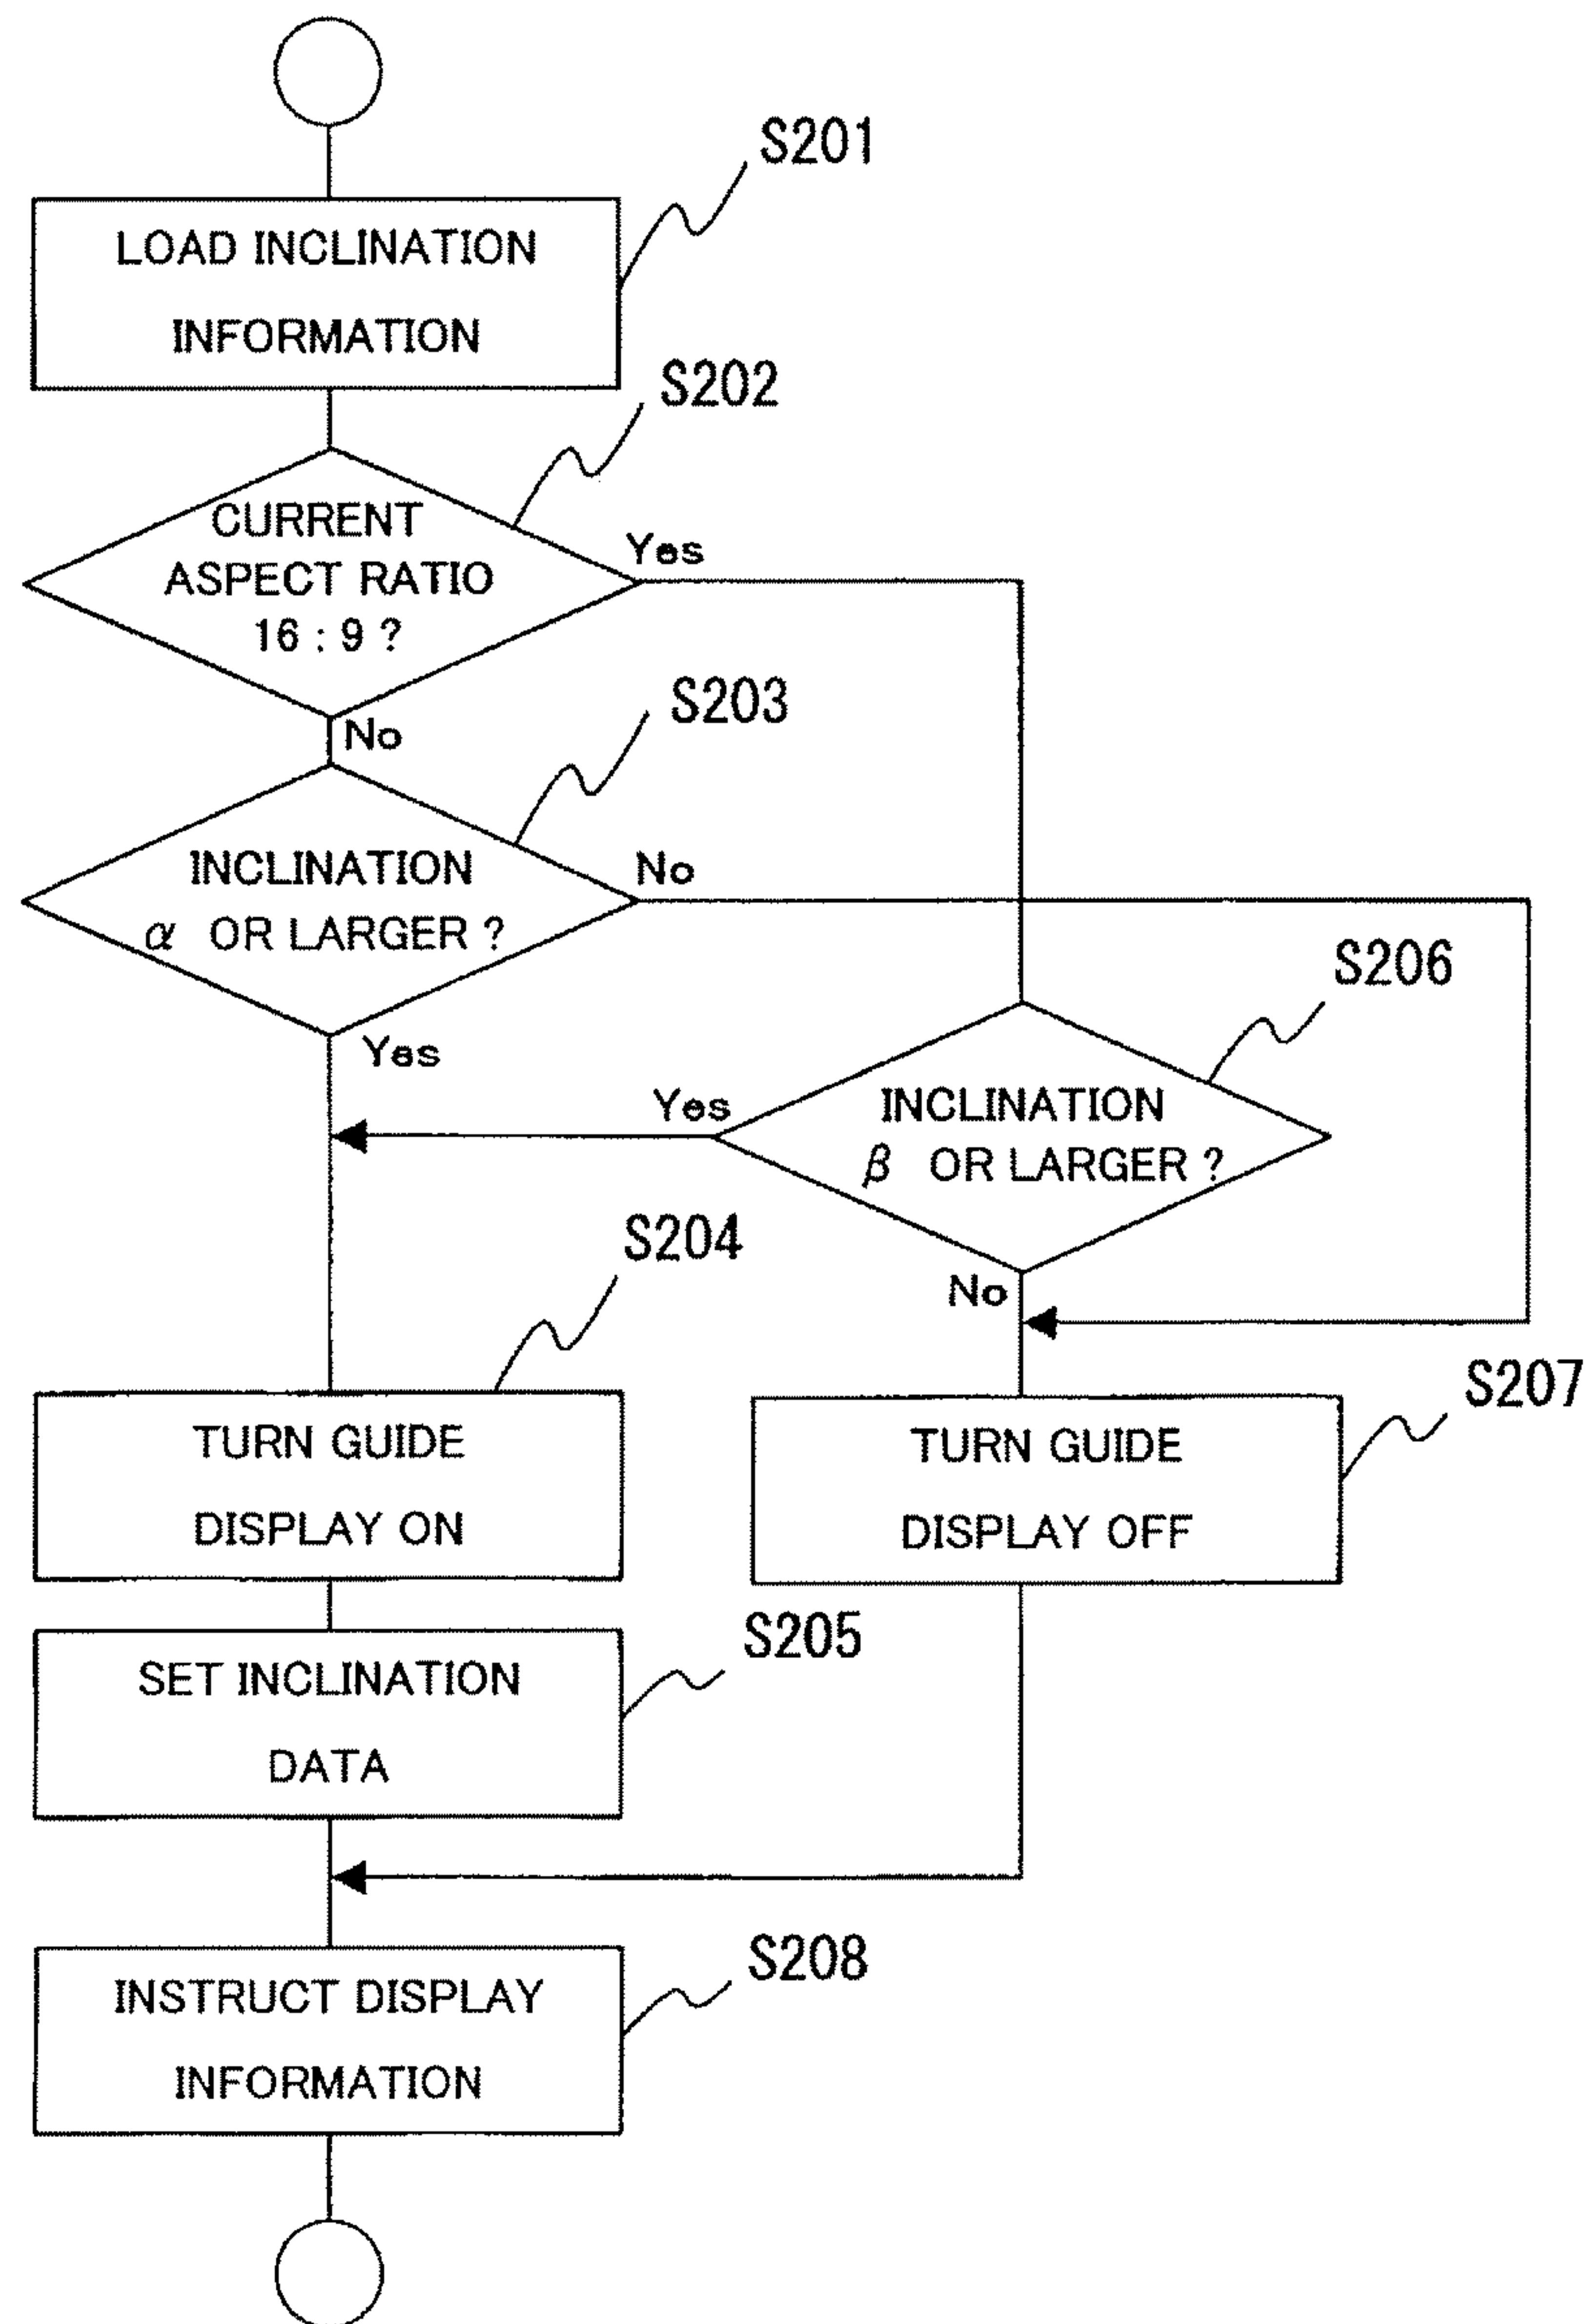 S201
LOAD INCLINATION
INFORMATION
S202
CURRENT
ASPECT RATIO
16 : 9 ?
Yes
No
S203
INCLINATION
α OR LARGER ?
No
Yes
S206
INCLINATION
β OR LARGER ?
Yes
No
S204
TURN GUIDE
DISPLAY ON
S207
TURN GUIDE
DISPLAY OFF
S205
SET INCLINATION
DATA
S208
INSTRUCT DISPLAY
INFORMATION